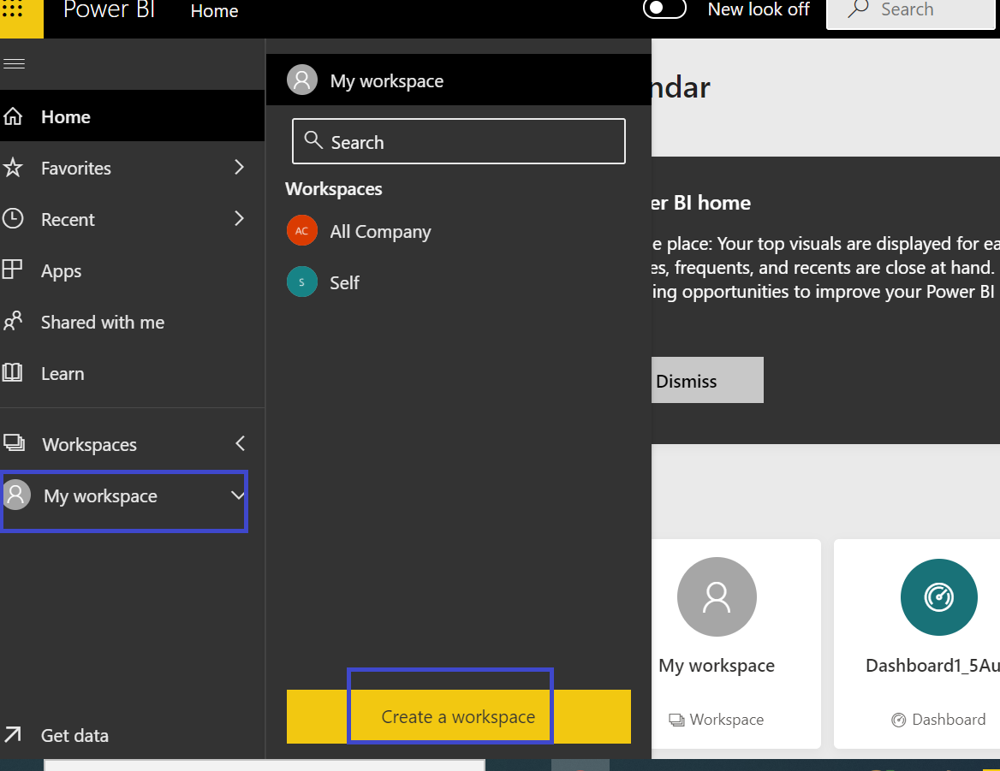 Power BI
Home
New look off
Search
Home
Favorites
Recent
Apps
Shared with me
Learn
Workspaces
My workspace
Get data
My workspace
Search
Workspaces
AC
All Company
S
Self
Create a workspace
ndar
er BI home
e place: Your top visuals are displayed for ea
es, frequents, and recents are close at hand.
ing opportunities to improve your Power BI
Dismiss
My workspace
Workspace
Dashboard1_5Au
Dashboard